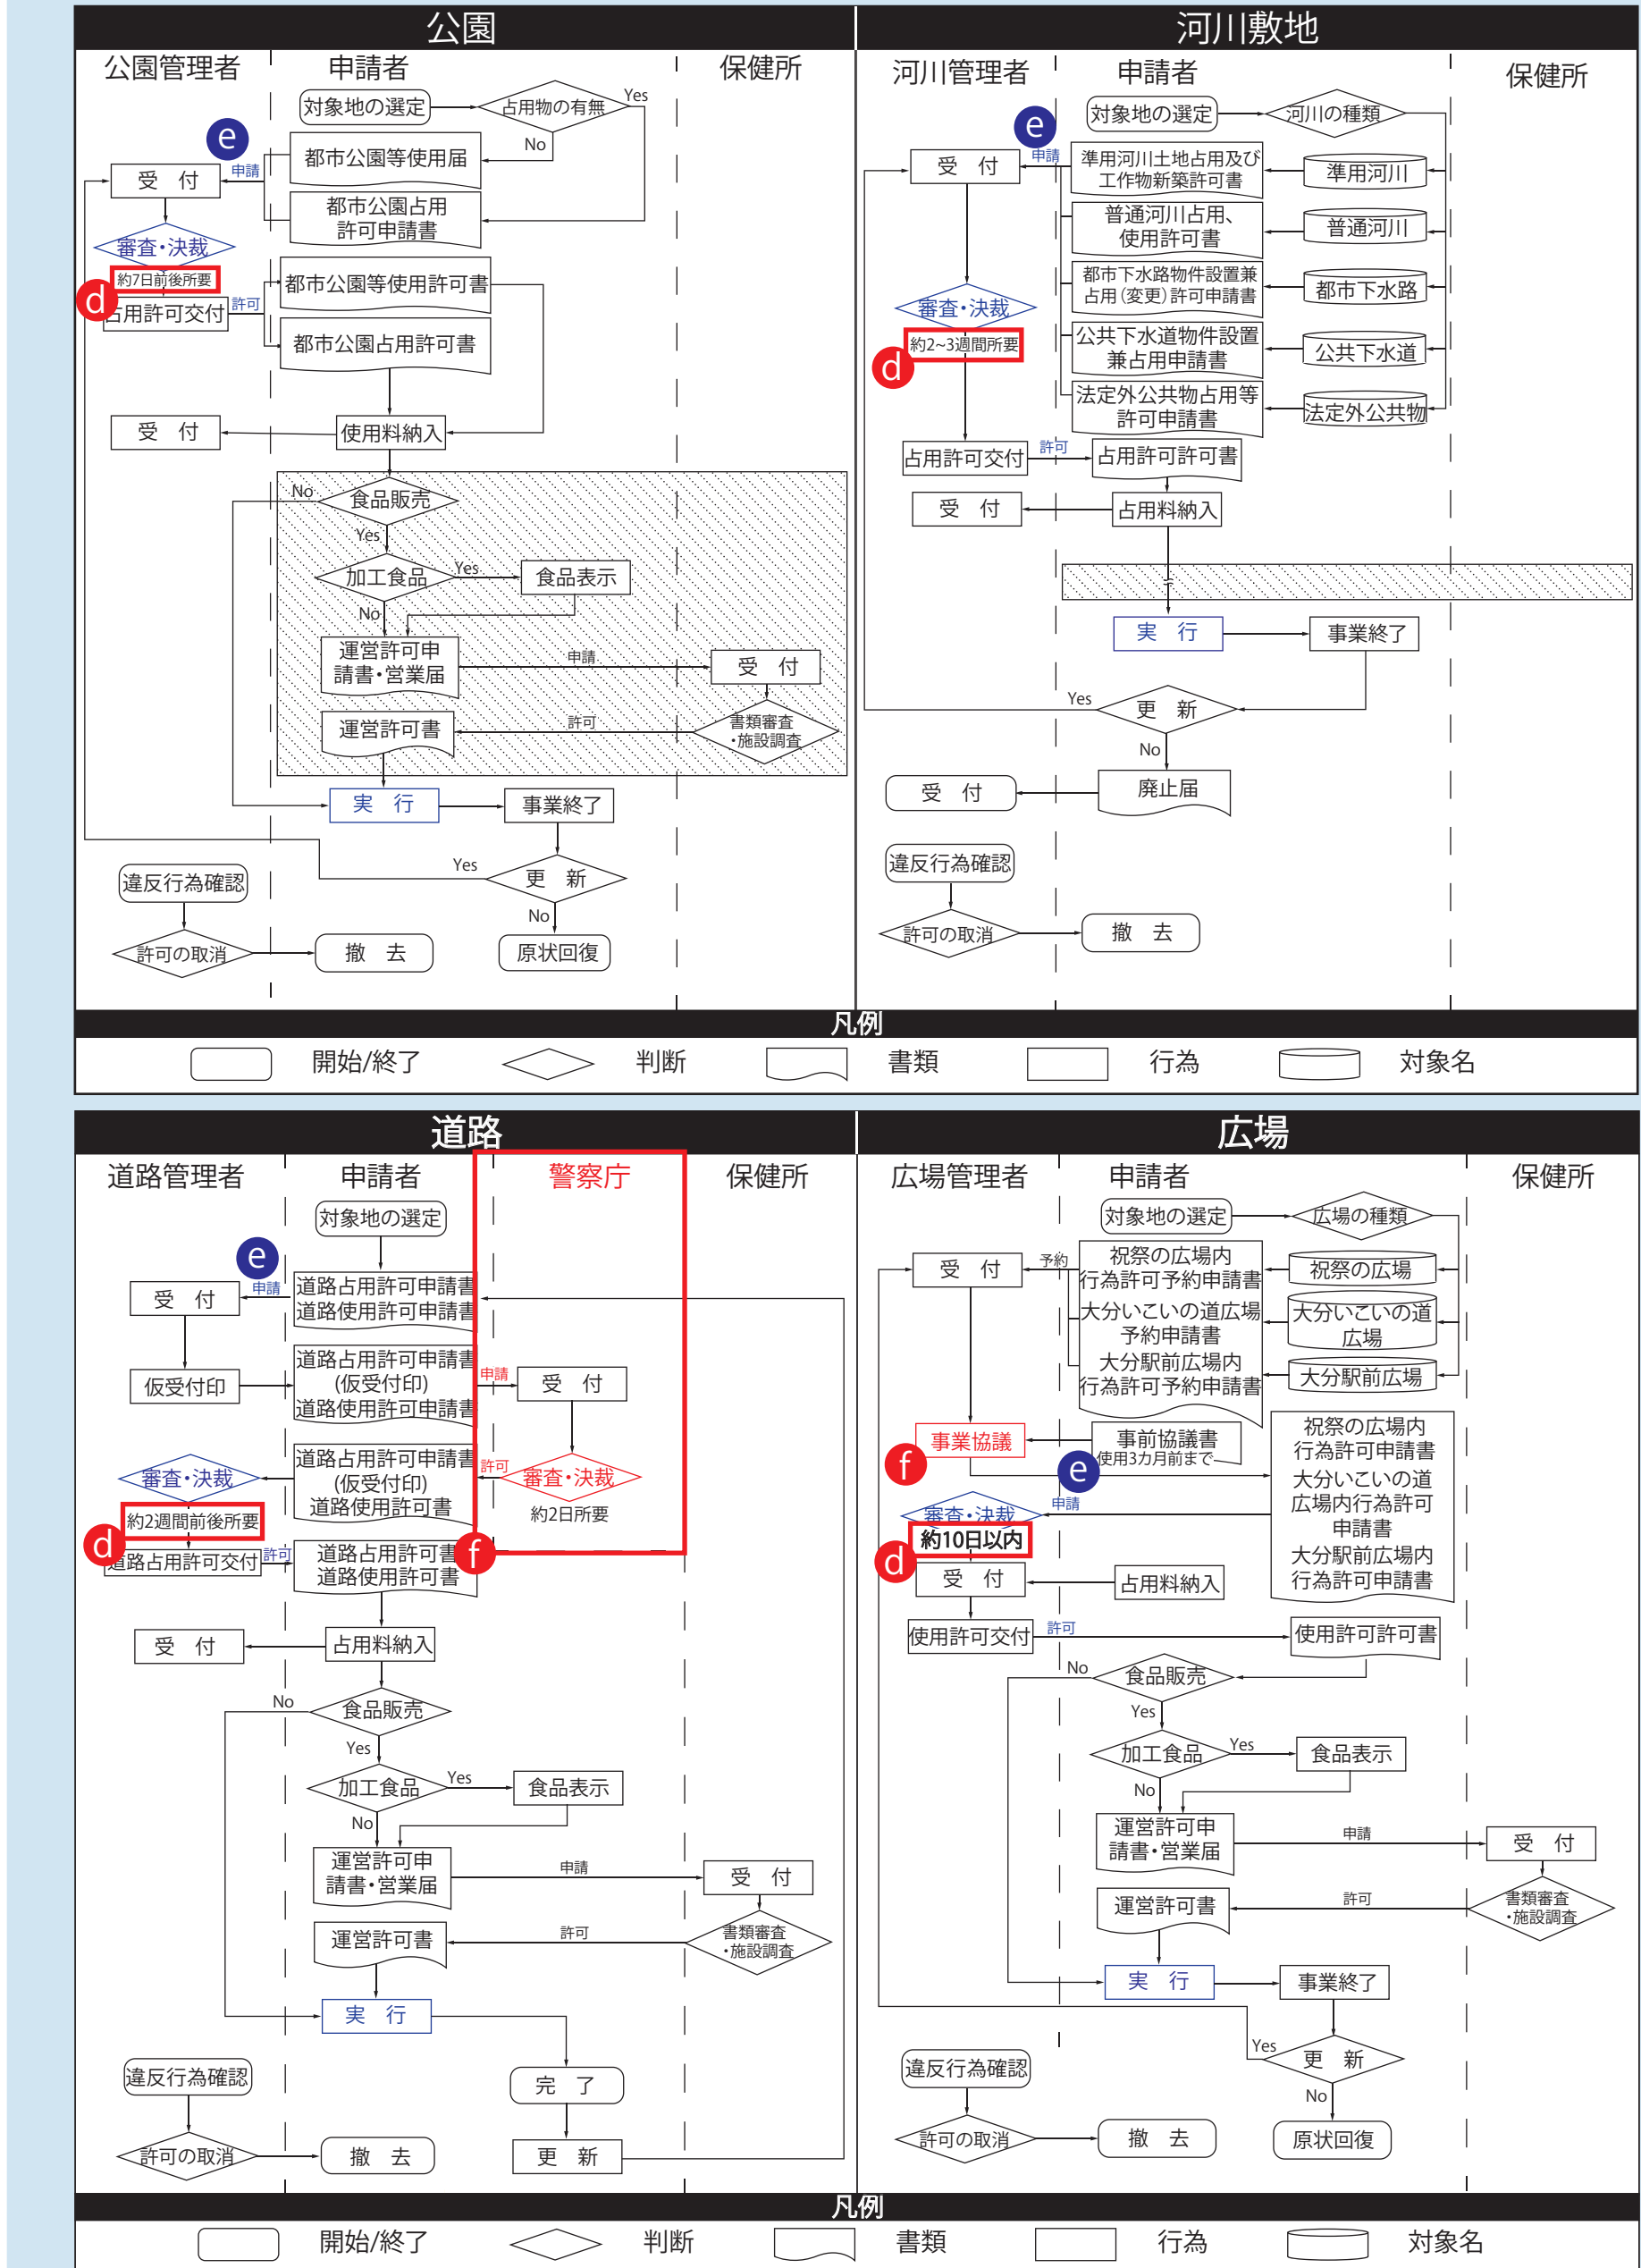 公園
公園管理者
申請者
保健所
対象地の選定
占用物の有無
Yes
No
e
申請
受 付
都市公園等使用届
都市公園占用
許可申請書
審査・決裁
約7日前後所要
d
占用許可交付
許可
都市公園等使用許可書
都市公園占用許可書
受 付
使用料納入
No
食品販売
Yes
加工食品
Yes
食品表示
No
運営許可申
請書・営業届
申請
受 付
運営許可書
許可
書類審査
・施設調査
実 行
事業終了
Yes
更 新
No
原状回復
違反行為確認
許可の取消
撤 去
河川敷地
河川管理者
申請者
保健所
対象地の選定
河川の種類
e
申請
受 付
準用河川土地占用及び
工作物新築許可書
準用河川
普通河川占用、
使用許可書
普通河川
都市下水路物件設置兼
占用(変更)許可申請書
都市下水路
審査・決裁
約2~3週間所要
d
公共下水道物件設置
兼占用申請書
公共下水道
法定外公共物占用等
許可申請書
法定外公共物
占用許可交付
許可
占用許可許可書
受 付
占用料納入
実 行
事業終了
Yes
更 新
No
受 付
廃止届
違反行為確認
許可の取消
撤 去
凡例
開始/終了
判断
書類
行為
対象名
道路
道路管理者
申請者
警察庁
保健所
対象地の選定
e
申請
受 付
道路占用許可申請書
道路使用許可申請書
仮受付印
道路占用許可申請書
(仮受付印)
道路使用許可申請書
申請
受 付
審査・決裁
道路占用許可申請書
(仮受付印)
道路使用許可書
許可
審査・決裁
約2日所要
約2週間前後所要
d
道路占用許可交付
許可
道路占用許可書
道路使用許可書
f
受 付
占用料納入
No
食品販売
Yes
加工食品
Yes
食品表示
No
運営許可申
請書・営業届
申請
受 付
運営許可書
許可
書類審査
・施設調査
実 行
完 了
更 新
違反行為確認
許可の取消
撤 去
広場
広場管理者
申請者
保健所
対象地の選定
広場の種類
受 付
予約
祝祭の広場内
行為許可予約申請書
大分いこいの道広場
予約申請書
大分駅前広場内
行為許可予約申請書
祝祭の広場
大分いこいの道
広場
大分駅前広場
事業協議
f
事前協議書
使用3カ月前まで
e
申請
祝祭の広場内
行為許可申請書
大分いこいの道
広場内行為許可
申請書
大分駅前広場内
行為許可申請書
審査・決裁
約10日以内
d
受 付
占用料納入
使用許可交付
許可
使用許可許可書
No
食品販売
Yes
加工食品
Yes
食品表示
No
運営許可申
請書・営業届
申請
受 付
運営許可書
許可
書類審査
・施設調査
実 行
事業終了
Yes
更 新
No
原状回復
違反行為確認
許可の取消
撤 去
凡例
開始/終了
判断
書類
行為
対象名